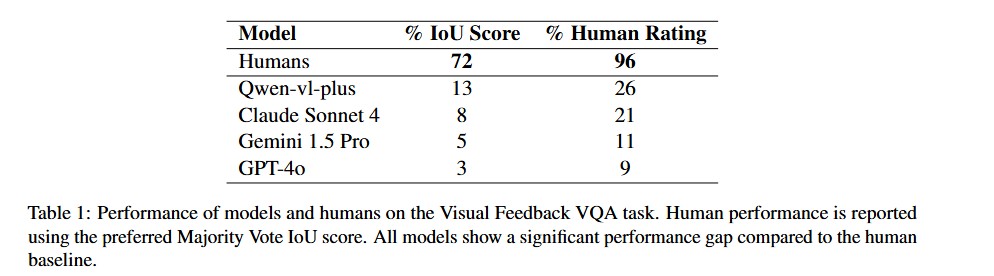 Model % IoU Score % Human Rating
Humans 72 96
Qwen-vl-plus 13 26
Claude Sonnet 4 8 21
Gemini 1.5 Pro 5 11
GPT-4o 3 9
Table 1: Performance of models and humans on the Visual Feedback VQA task. Human performance is reported
using the preferred Majority Vote IoU score. All models show a significant performance gap compared to the human
baseline.